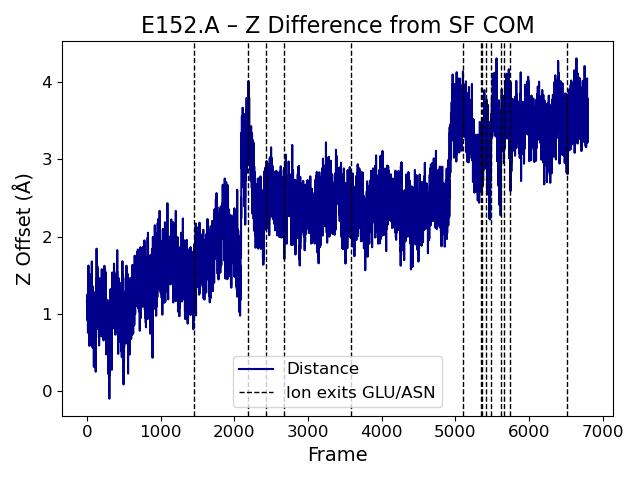 E152.A – Z Difference from SF COM
Z Offset (Å)
4
3
2
1
0
Distance
Ion exits GLU/ASN
0 1000 2000 3000 4000 5000 6000 7000
Frame